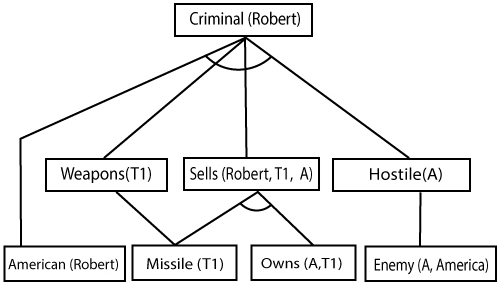 Criminal (Robert)
Weapons(T1)
Sells (Robert, T1, A)
Hostile(A)
American (Robert)
Missile (T1)
Owns (A,T1)
Enemy (A, America)